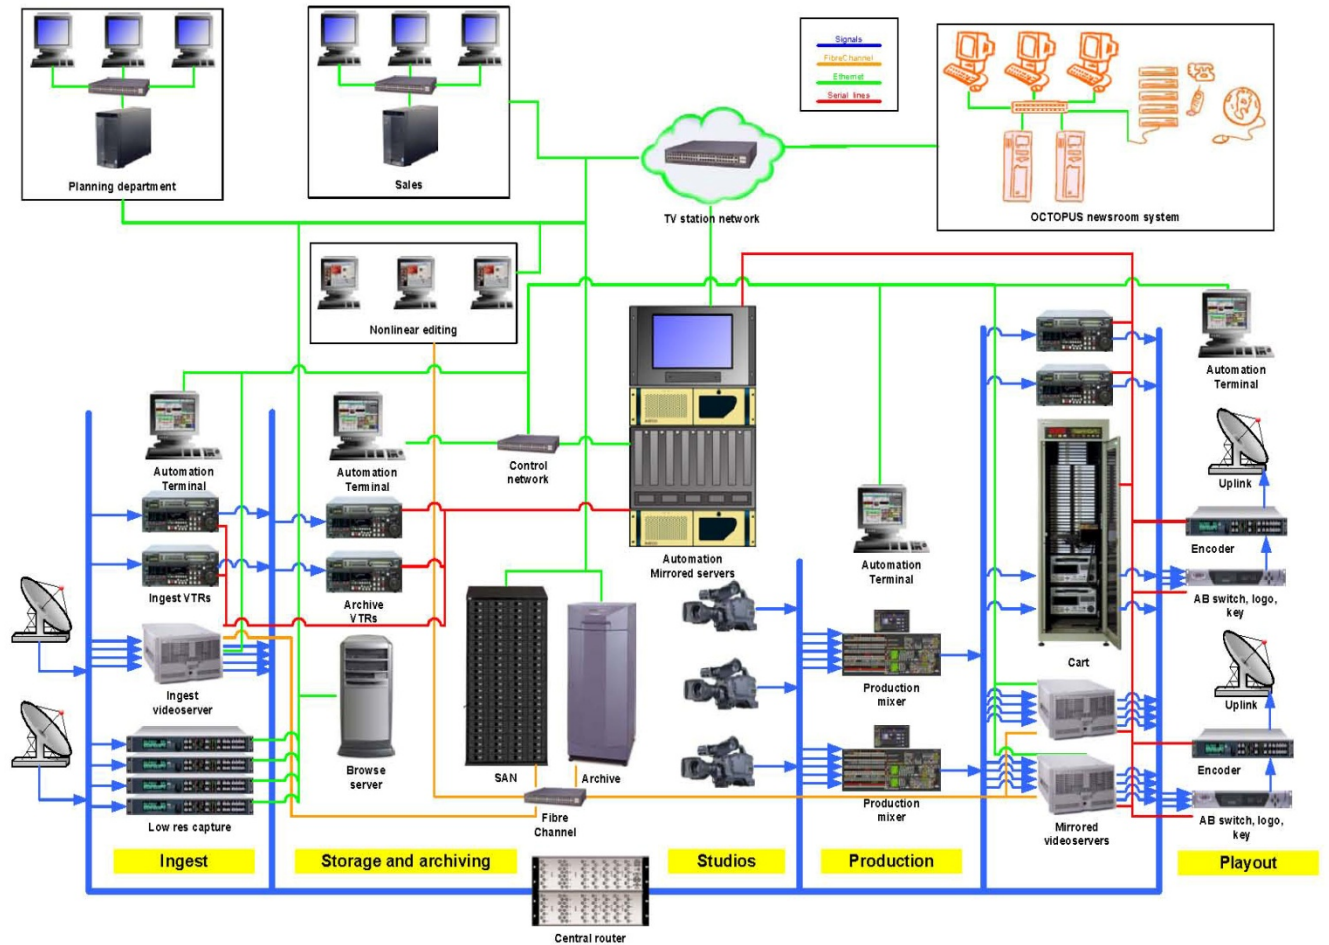 Signals
FibreChannel
Ethernet
Serial lines
Planning department
Sales
TV station network
OCTOPUS newsroom system
Nonlinear editing
Automation
Terminal
Automation
Terminal
Control
network
Automation
Mirrored servers
Automation
Terminal
Automation
Terminal
Uplink
Encoder
AB switch, logo,
key
Ingest VTRs
Archive
VTRs
Ingest
videoserver
Low res capture
Browse
server
SAN
Archive
Fibre
Channel
Production
mixer
Production
mixer
Cart
Mirrored
videoservers
Uplink
Encoder
AB switch, logo,
key
Ingest
Storage and archiving
Studios
Production
Playout
Central router